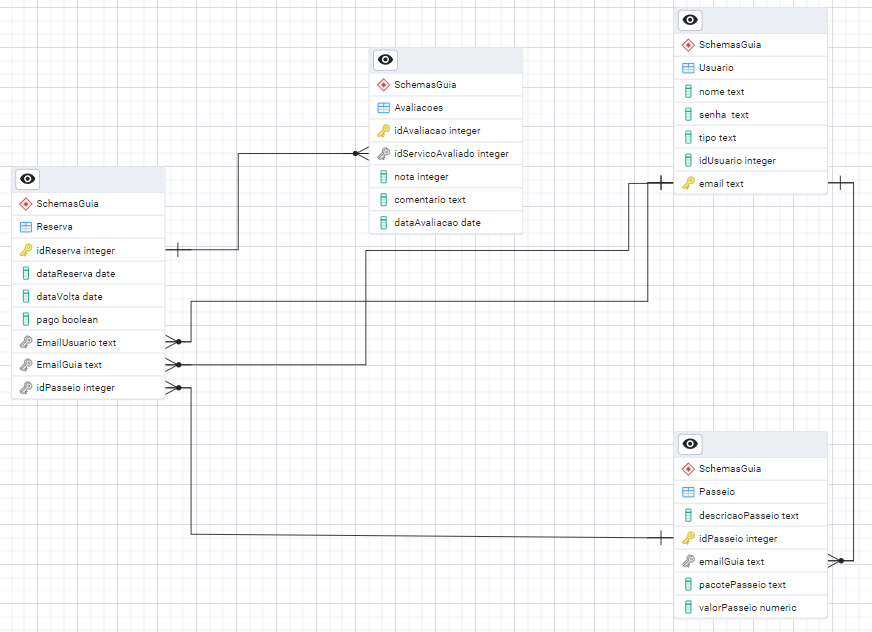 SchemasGuia
Reserva
idReserva integer
dataReserva date
dataVolta date
pago boolean
EmailUsuario text
EmailGuia text
idPasseio integer
SchemasGuia
Avaliacoes
idAvaliacao integer
idServicoAvaliado integer
nota integer
comentario text
dataAvaliacao date
SchemasGuia
Usuario
nome text
senha text
tipo text
idUsuario integer
email text
SchemasGuia
Passeio
descricaoPasseio text
idPasseio integer
emailGuia text
pacotePasseio text
valorPasseio numeric